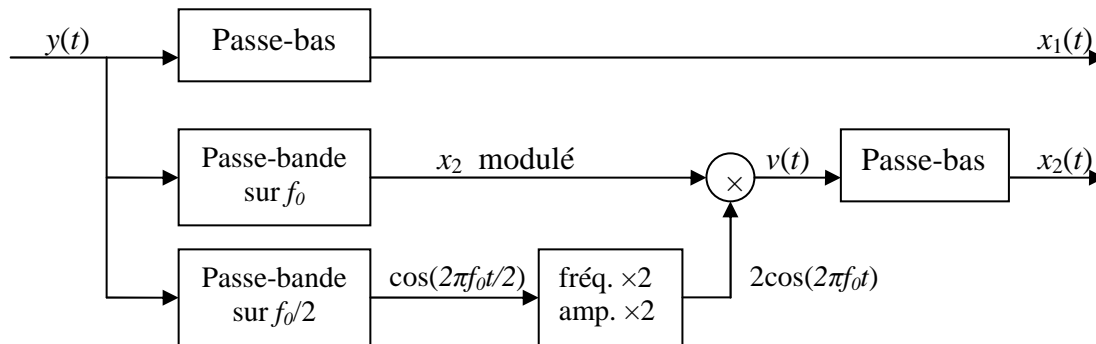 y(t)
Passe-bas
x₁(t)
Passe-bande
sur f₀
x₂ modulé
×
v(t)
Passe-bas
x₂(t)
Passe-bande
sur f₀/2
cos(2πf₀t/2)
fréq. ×2
amp. ×2
2cos(2πf₀t)